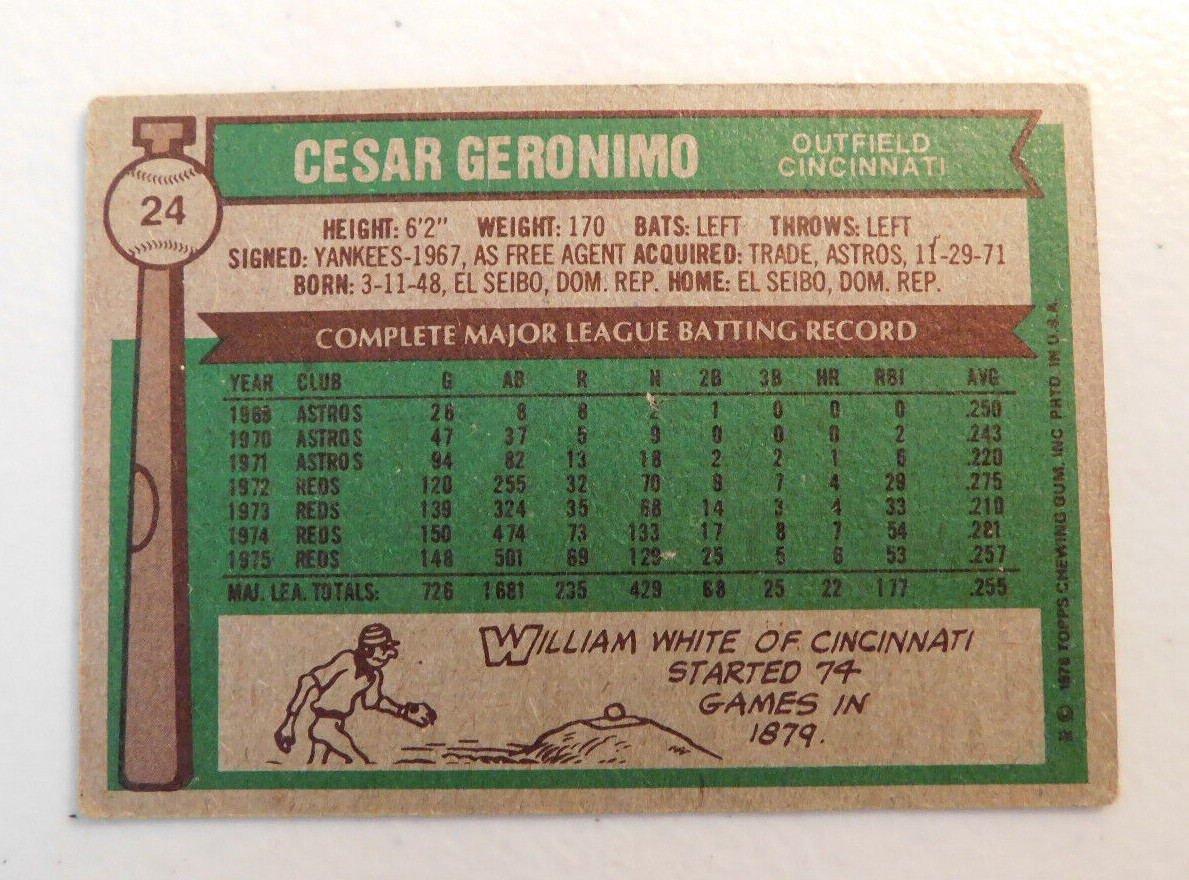 24
CESAR GERONIMO
OUTFIELD
CINCINNATI
HEIGHT: 6'2" WEIGHT: 170 BATS: LEFT THROWS: LEFT
SIGNED: YANKEES-1967, AS FREE AGENT ACQUIRED: TRADE, ASTROS, 11-29-71
BORN: 3-11-48, EL SEIBO, DOM. REP. HOME: EL SEIBO, DOM. REP.
COMPLETE MAJOR LEAGUE BATTING RECORD
YEAR CLUB G AB R H 2B 3B HR RBI AVG
1969 ASTROS 28 8 8 2 1 0 0 0 .250
1970 ASTROS 47 37 5 9 0 0 0 2 .243
1971 ASTROS 94 82 13 18 2 2 1 6 .220
1972 REDS 120 255 32 70 9 7 4 29 .275
1973 REDS 139 324 35 68 14 3 4 33 .210
1974 REDS 150 474 73 133 17 8 7 54 .281
1975 REDS 148 501 69 129 25 5 6 53 .257
MAJ. LEA. TOTALS: 726 1681 235 429 68 25 22 177 .255
WILLIAM WHITE OF CINCINNATI
STARTED 74
GAMES IN
1879.
© 1976 TOPPS CHEWING GUM, INC PRTD IN U.S.A.